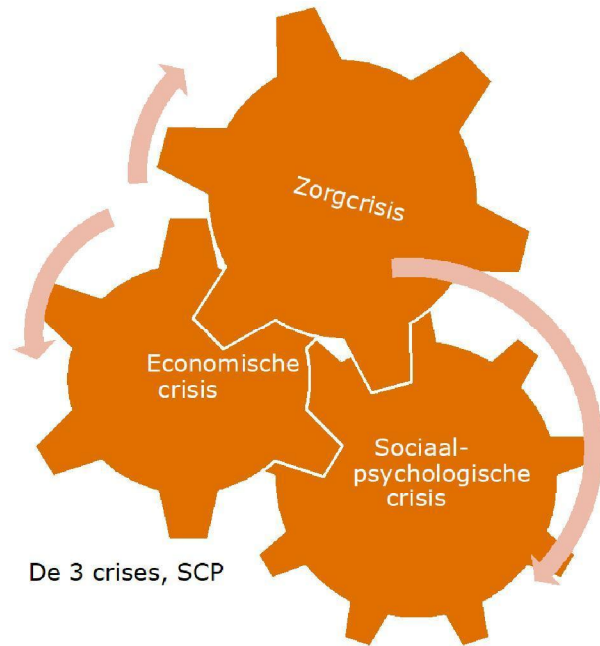 Zorgcrisis
Economische
crisis
Sociaal-
psychologische
crisis
De 3 crises, SCP